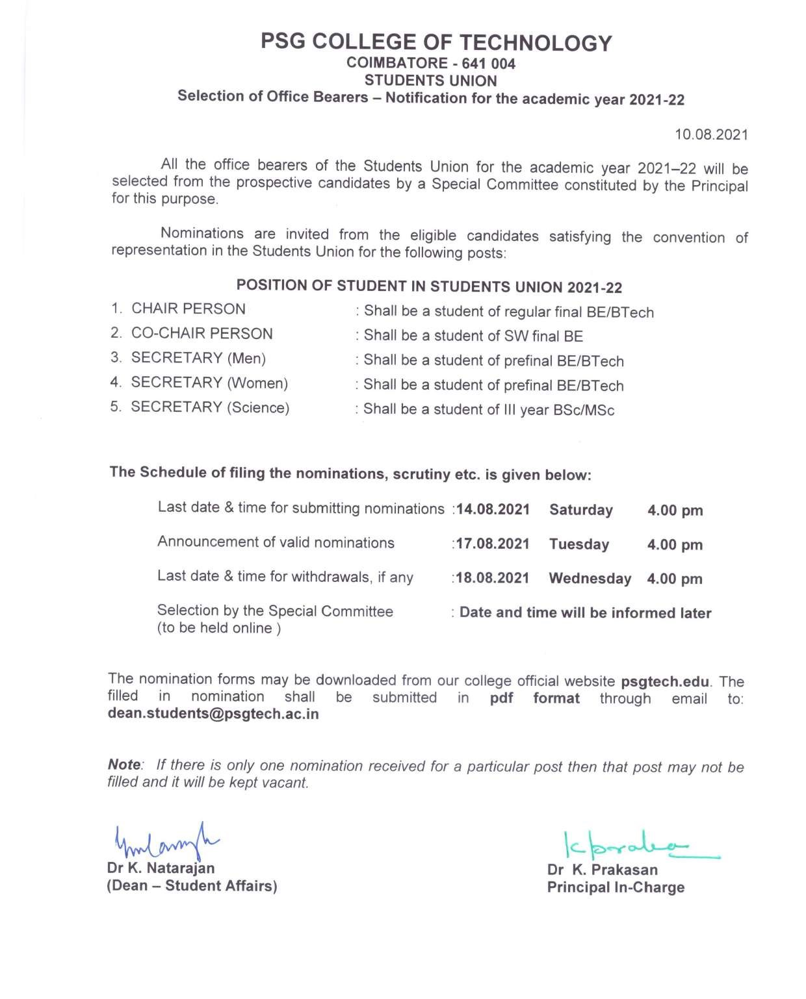 PSG COLLEGE OF TECHNOLOGY
COIMBATORE - 641 004
STUDENTS UNION
Selection of Office Bearers – Notification for the academic year 2021-22
10.08.2021
All the office bearers of the Students Union for the academic year 2021–22 will be
selected from the prospective candidates by a Special Committee constituted by the Principal
for this purpose.
Nominations are invited from the eligible candidates satisfying the convention of
representation in the Students Union for the following posts:
POSITION OF STUDENT IN STUDENTS UNION 2021-22
1. CHAIR PERSON : Shall be a student of regular final BE/BTech
2. CO-CHAIR PERSON : Shall be a student of SW final BE
3. SECRETARY (Men) : Shall be a student of prefinal BE/BTech
4. SECRETARY (Women) : Shall be a student of prefinal BE/BTech
5. SECRETARY (Science) : Shall be a student of III year BSc/MSc
The Schedule of filing the nominations, scrutiny etc. is given below:
Last date & time for submitting nominations :14.08.2021 Saturday 4.00 pm
Announcement of valid nominations :17.08.2021 Tuesday 4.00 pm
Last date & time for withdrawals, if any :18.08.2021 Wednesday 4.00 pm
Selection by the Special Committee : Date and time will be informed later
(to be held online )
The nomination forms may be downloaded from our college official website psgtech.edu. The
filled in nomination shall be submitted in pdf format through email to:
dean.students@psgtech.ac.in
Note: If there is only one nomination received for a particular post then that post may not be
filled and it will be kept vacant.
Dr K. Natarajan
(Dean – Student Affairs)
Dr K. Prakasan
Principal In-Charge